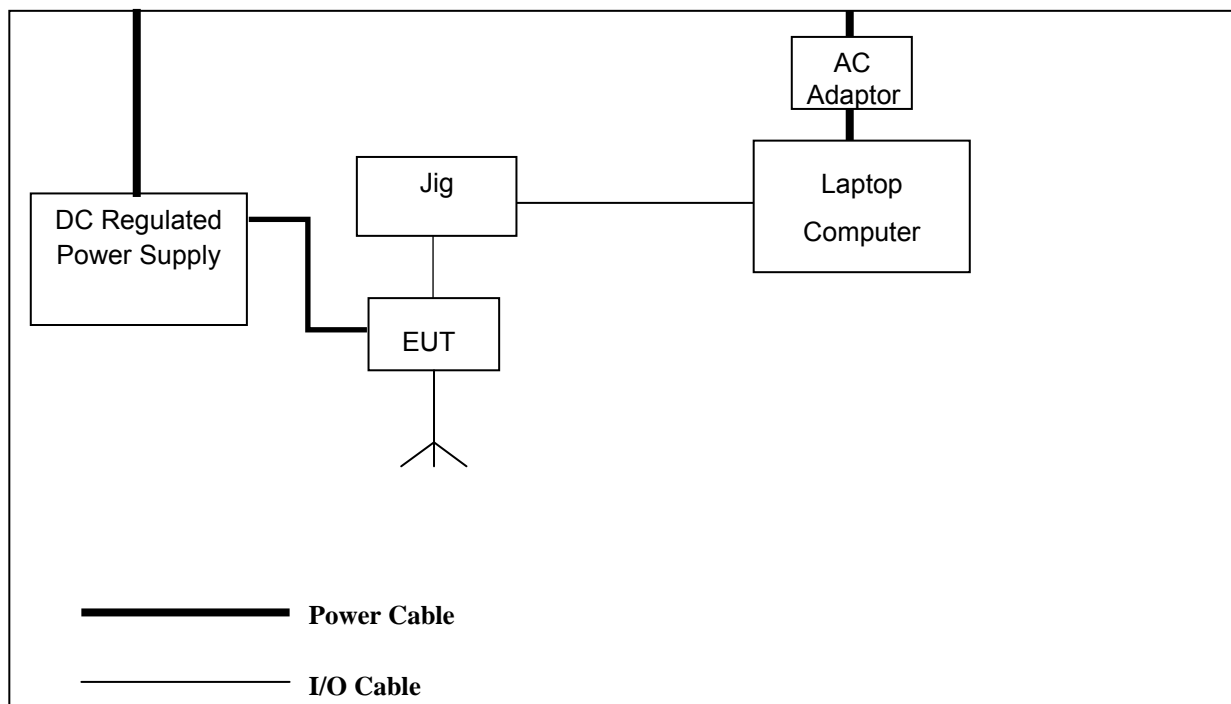 AC
Adaptor
Jig
Laptop
Computer
DC Regulated
Power Supply
EUT
Power Cable
I/O Cable